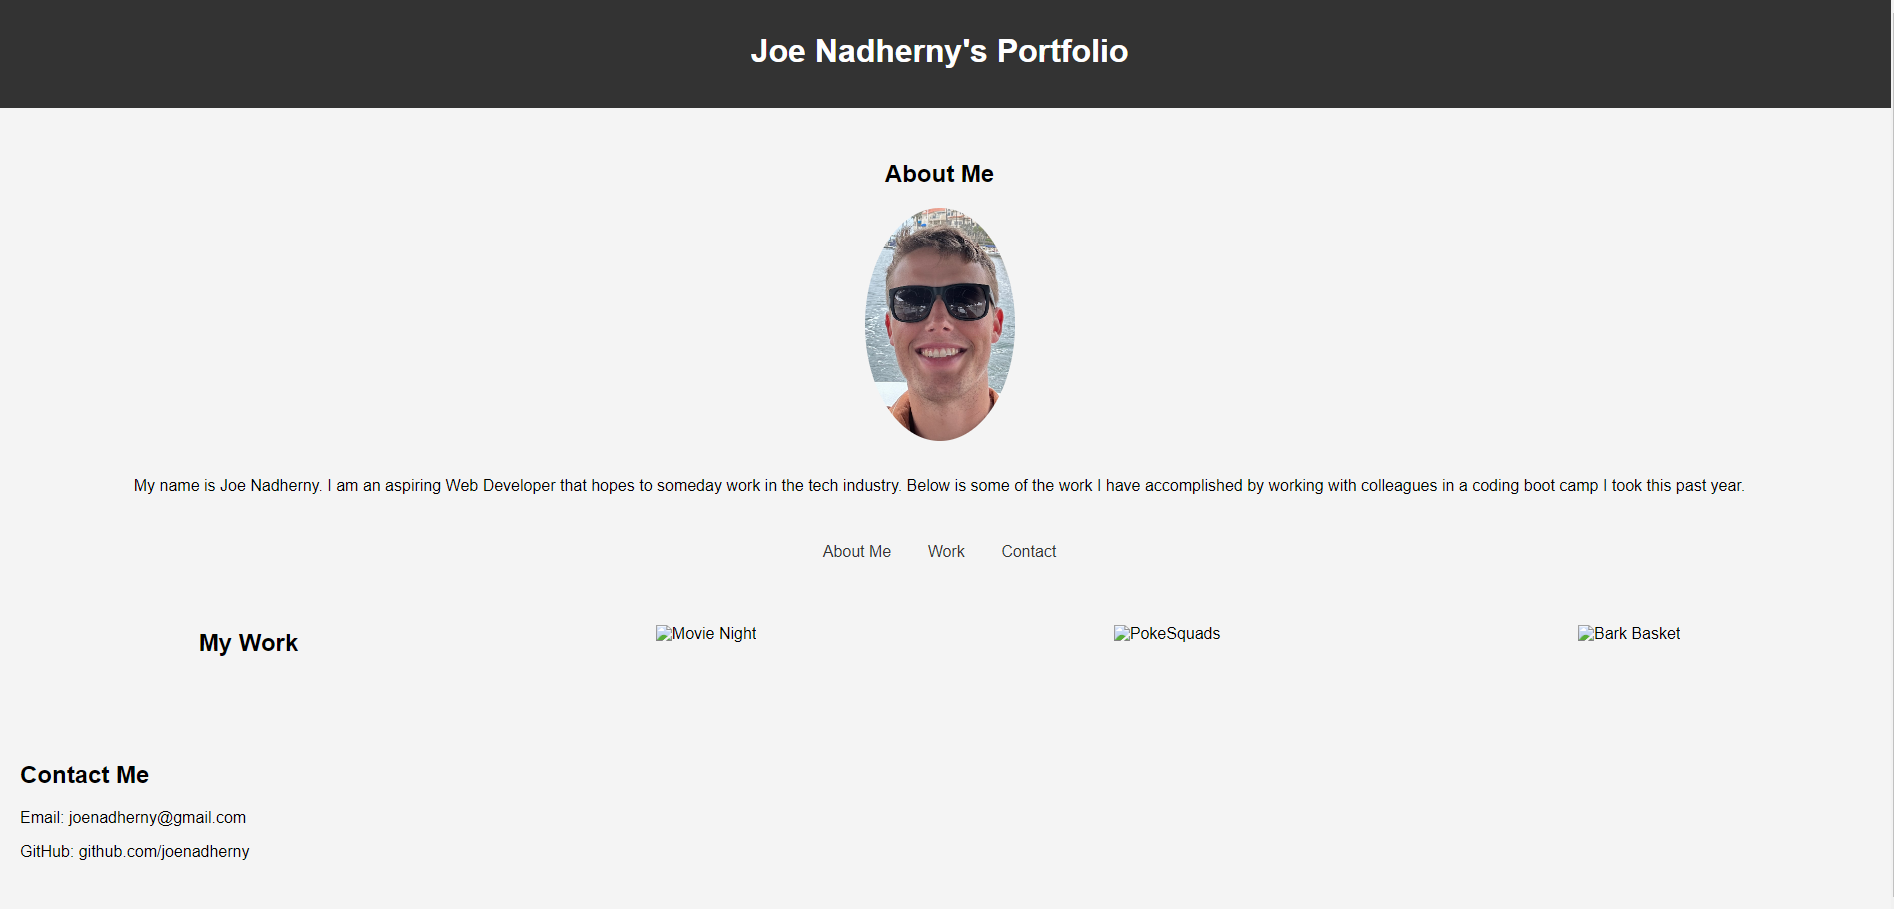 Joe Nadherny's Portfolio
About Me
My name is Joe Nadherny. I am an aspiring Web Developer that hopes to someday work in the tech industry. Below is some of the work I have accomplished by working with colleagues in a coding boot camp I took this past year.
About Me Work Contact
My Work Movie Night PokeSquads Bark Basket
Contact Me
Email: joenadherny@gmail.com
GitHub: github.com/joenadherny